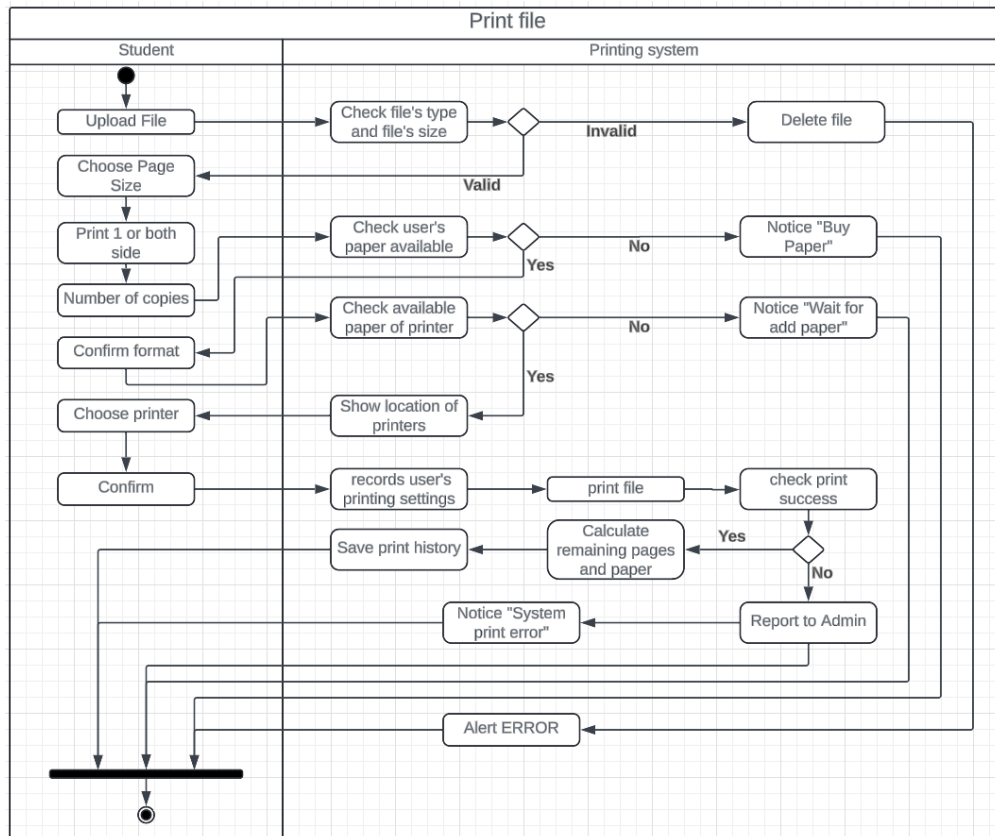 Print file
Student
Printing system
Upload File
Check file's type
and file's size
Invalid
Delete file
Choose Page
Size
Valid
Print 1 or both
side
Check user's
paper available
No
Notice "Buy
Paper"
Yes
Number of copies
Check available
paper of printer
No
Notice "Wait for
add paper"
Confirm format
Yes
Choose printer
Show location of
printers
Confirm
records user's
printing settings
print file
check print
success
Save print history
Calculate
remaining pages
and paper
Yes
No
Notice "System
print error"
Report to Admin
Alert ERROR